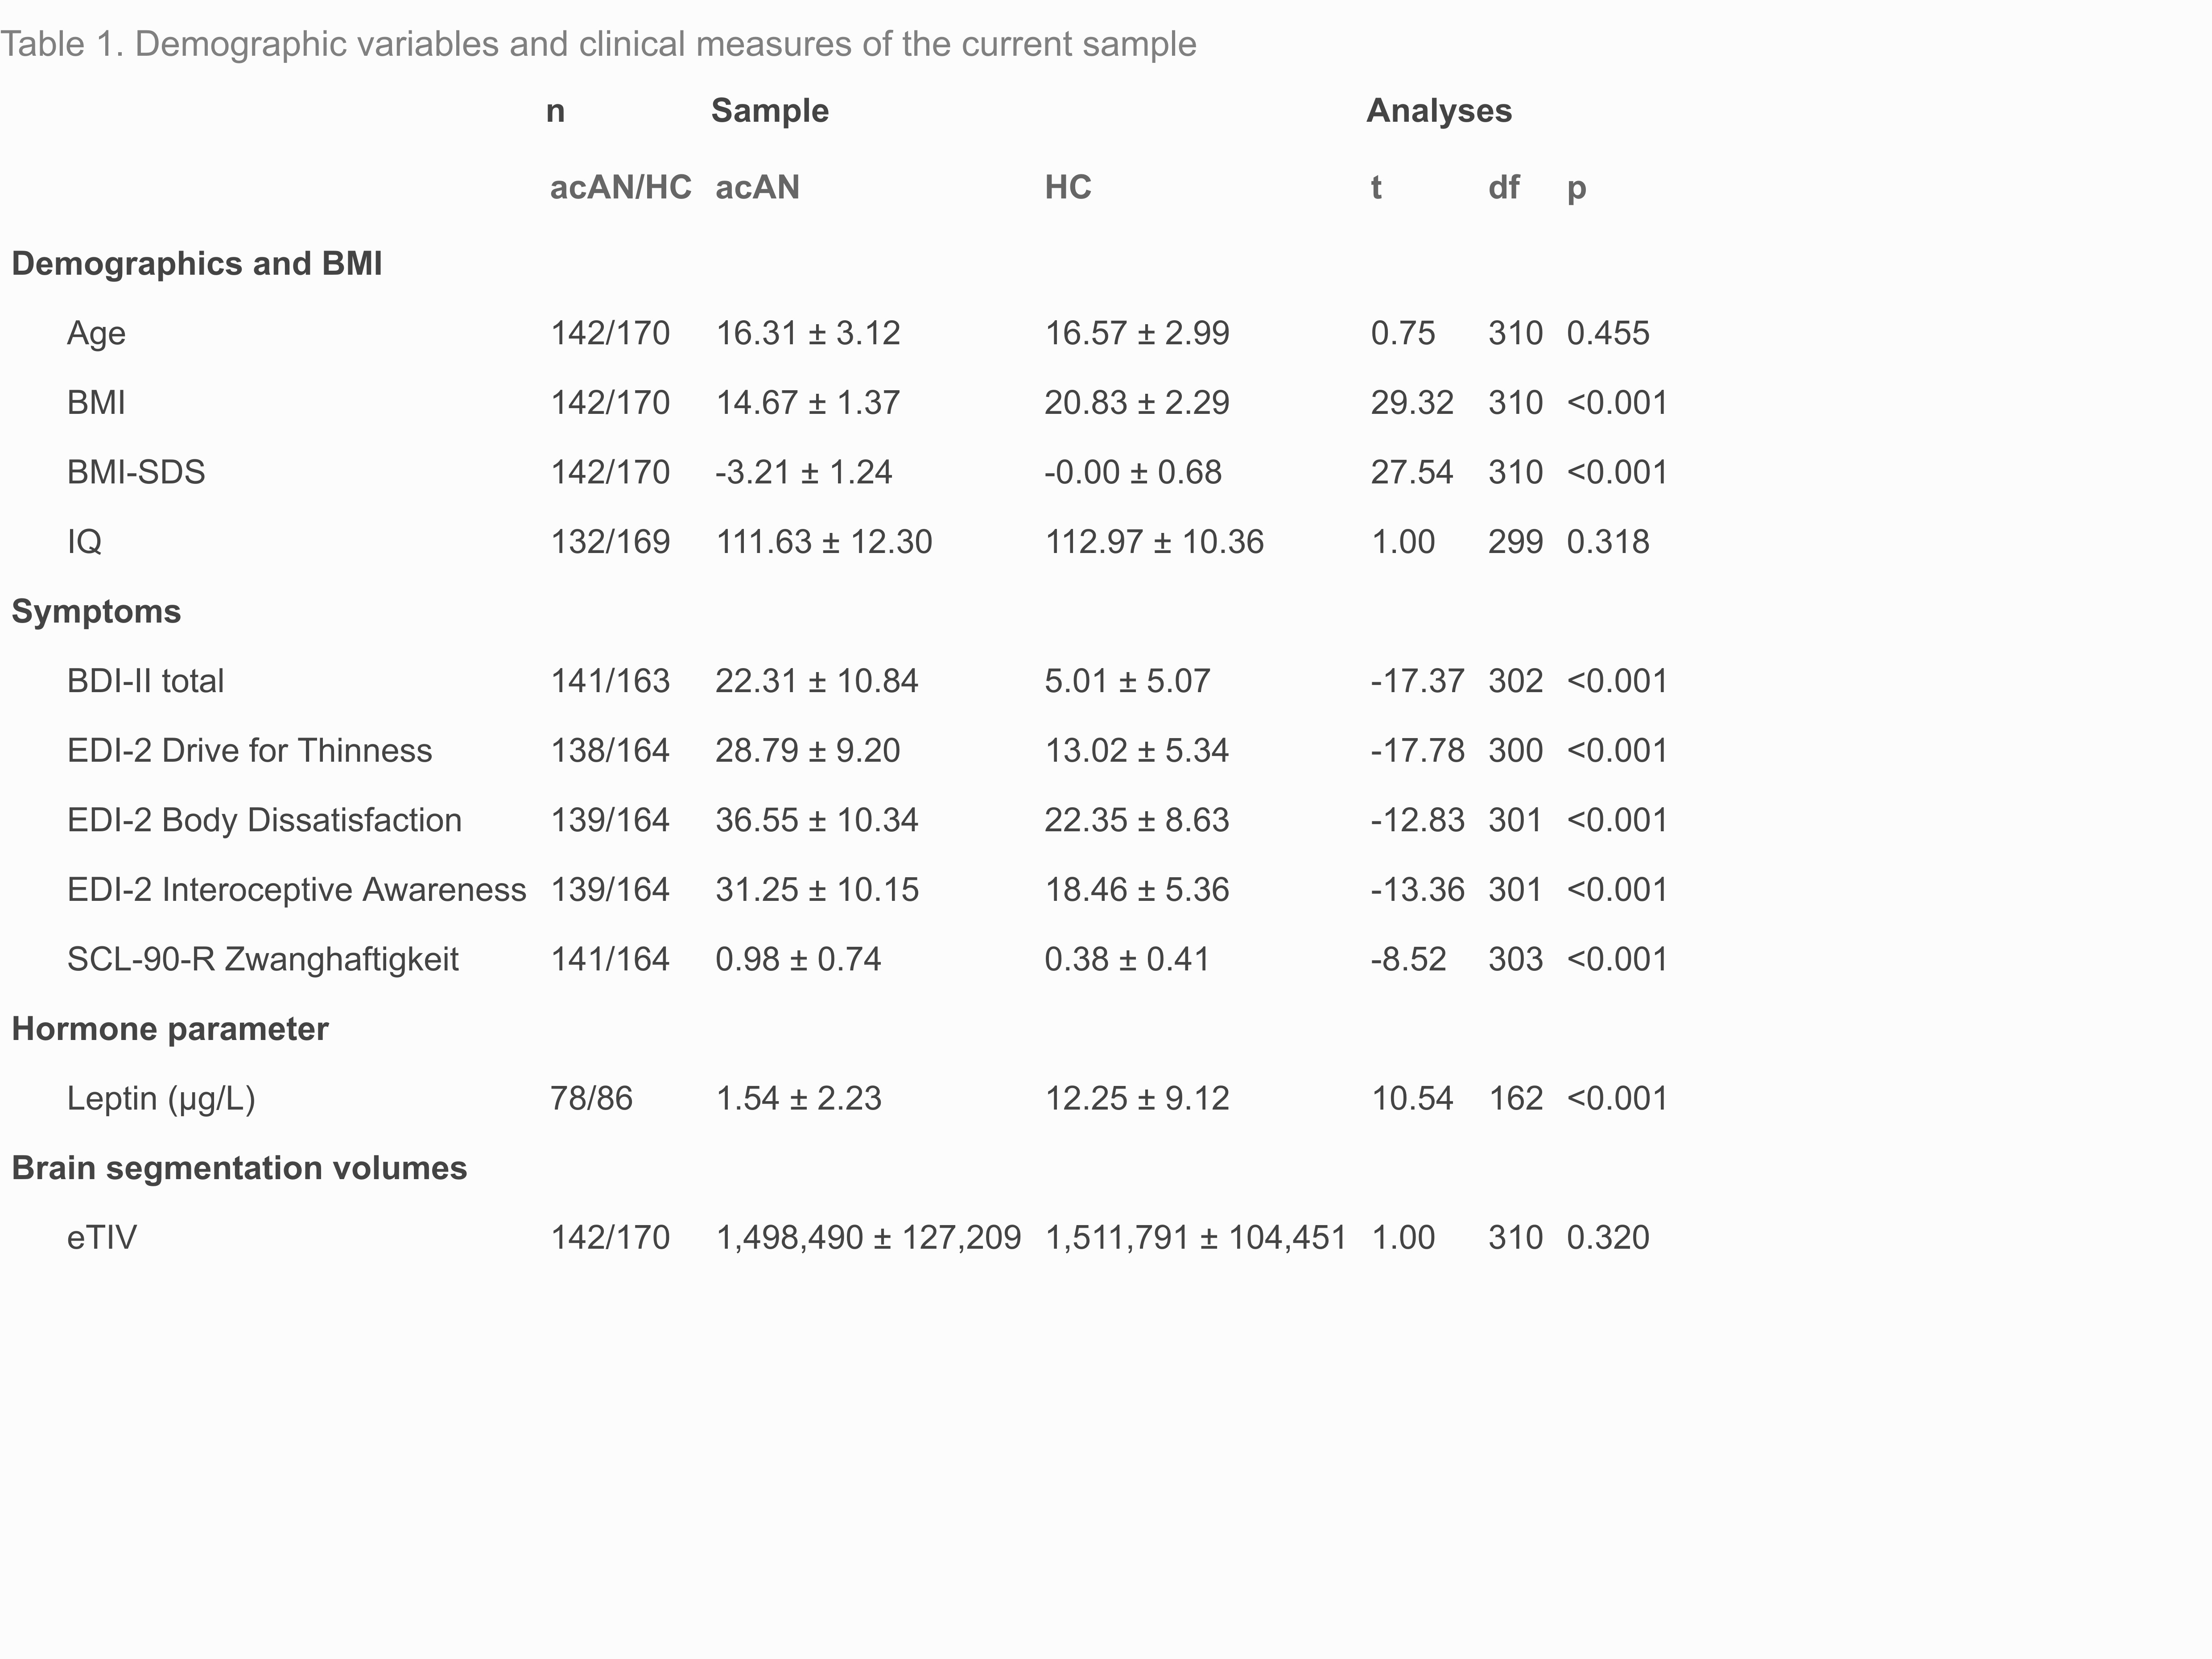 Table 1. Demographic variables and clinical measures of the current sample
n Sample Analyses
acAN/HC acAN HC t df p
Demographics and BMI
Age 142/170 16.31 ± 3.12 16.57 ± 2.99 0.75 310 0.455
BMI 142/170 14.67 ± 1.37 20.83 ± 2.29 29.32 310 <0.001
BMI-SDS 142/170 -3.21 ± 1.24 -0.00 ± 0.68 27.54 310 <0.001
IQ 132/169 111.63 ± 12.30 112.97 ± 10.36 1.00 299 0.318
Symptoms
BDI-II total 141/163 22.31 ± 10.84 5.01 ± 5.07 -17.37 302 <0.001
EDI-2 Drive for Thinness 138/164 28.79 ± 9.20 13.02 ± 5.34 -17.78 300 <0.001
EDI-2 Body Dissatisfaction 139/164 36.55 ± 10.34 22.35 ± 8.63 -12.83 301 <0.001
EDI-2 Interoceptive Awareness 139/164 31.25 ± 10.15 18.46 ± 5.36 -13.36 301 <0.001
SCL-90-R Zwanghaftigkeit 141/164 0.98 ± 0.74 0.38 ± 0.41 -8.52 303 <0.001
Hormone parameter
Leptin (μg/L) 78/86 1.54 ± 2.23 12.25 ± 9.12 10.54 162 <0.001
Brain segmentation volumes
eTIV 142/170 1,498,490 ± 127,209 1,511,791 ± 104,451 1.00 310 0.320